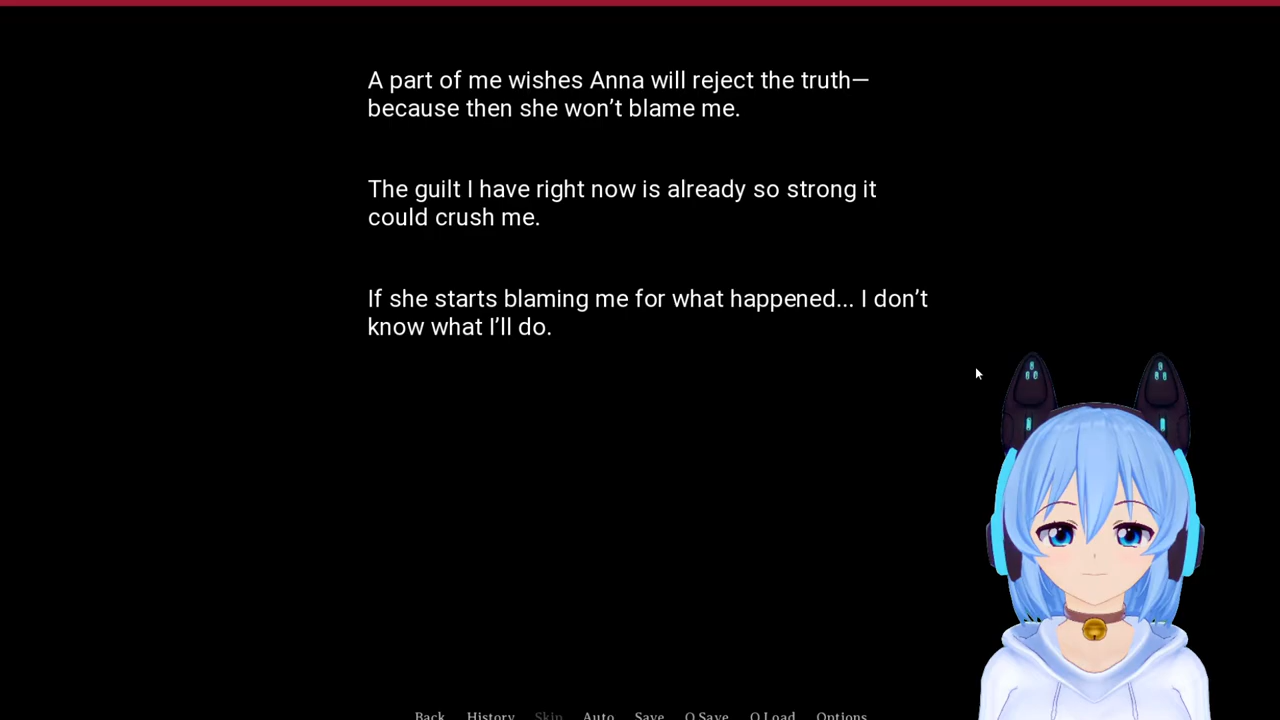 A part of me wishes Anna will reject the truth—
because then she won’t blame me.
The guilt I have right now is already so strong it
could crush me.
If she starts blaming me for what happened... I don’t
know what I’ll do.
Back History Skip Auto Save Q.Save Q.Load Options